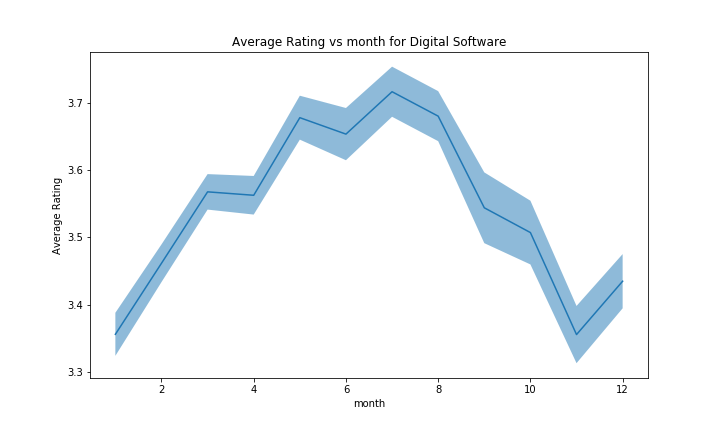 Average Rating vs month for Digital Software
3.7
3.6
3.5
3.4
3.3
Average Rating
2 4 6 8 10 12
month